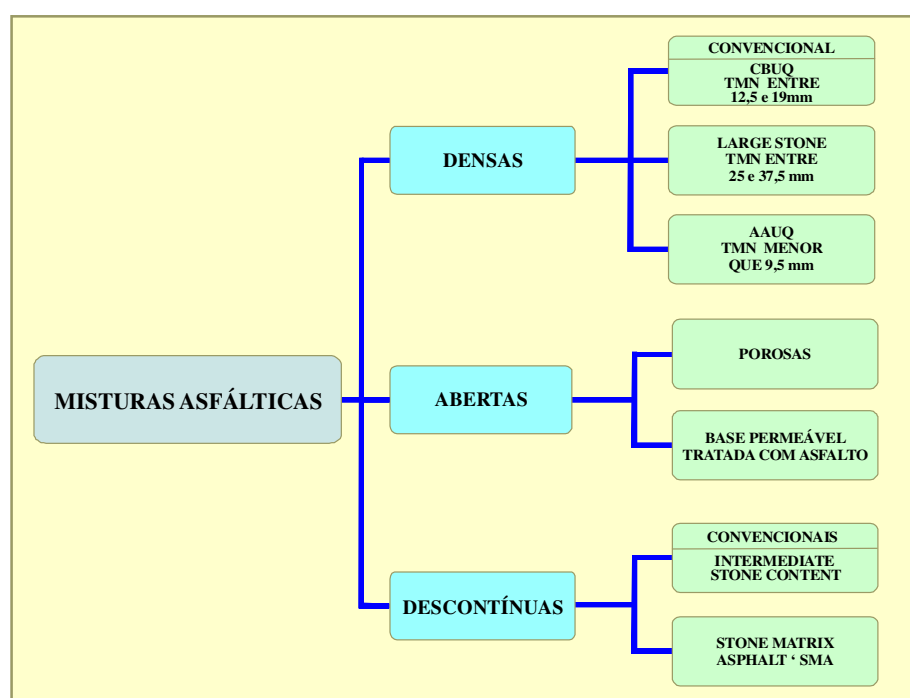 MISTURAS ASFÁLTICAS
DENSAS
CONVENCIONAL
CBUQ
TMN ENTRE
12,5 e 19mm
LARGE STONE
TMN ENTRE
25 e 37,5 mm
AAUQ
TMN MENOR
QUE 9,5 mm
ABERTAS
POROSAS
BASE PERMEÁVEL
TRATADA COM ASFALTO
DESCONTÍNUAS
CONVENCIONAIS
INTERMEDIATE
STONE CONTENT
STONE MATRIX
ASPHALT ‘ SMA